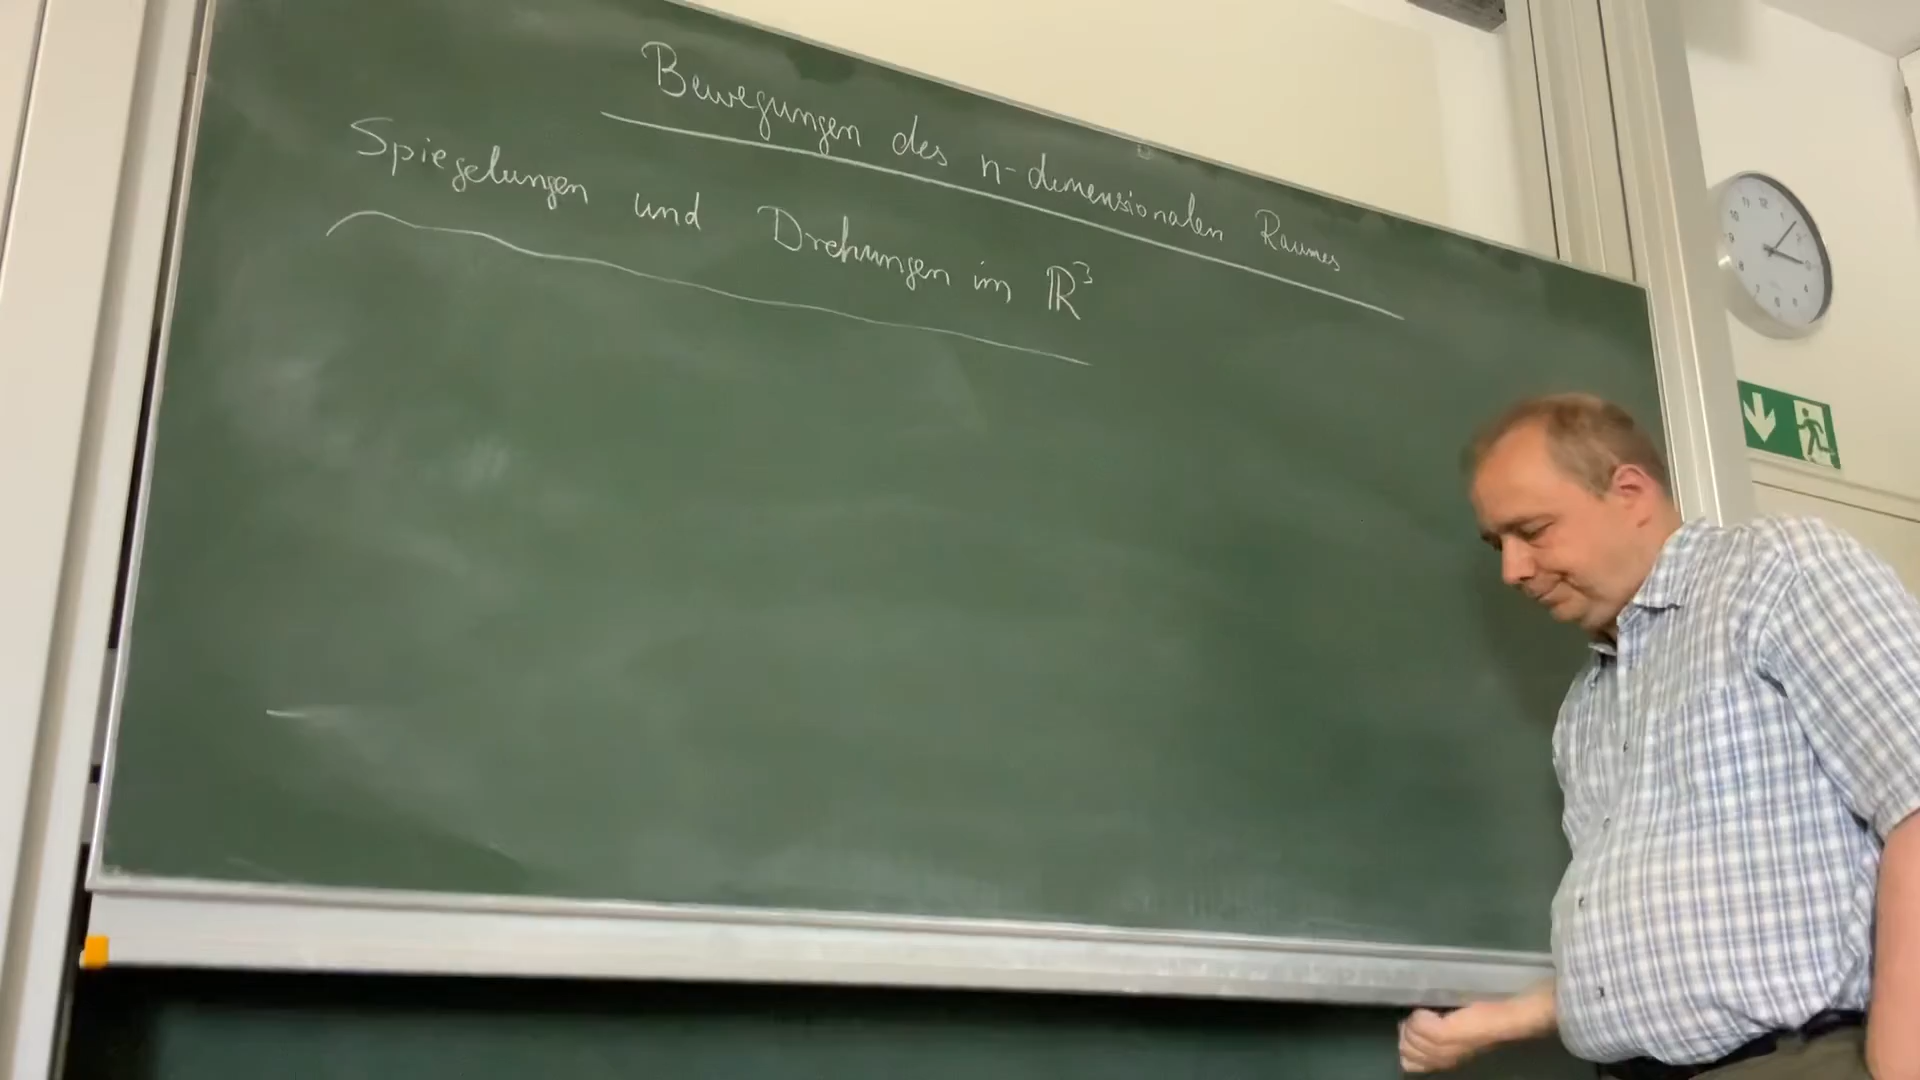 Bewegungen des n-dimensionalen Raumes
Spiegelungen und Drehungen im ℝ³